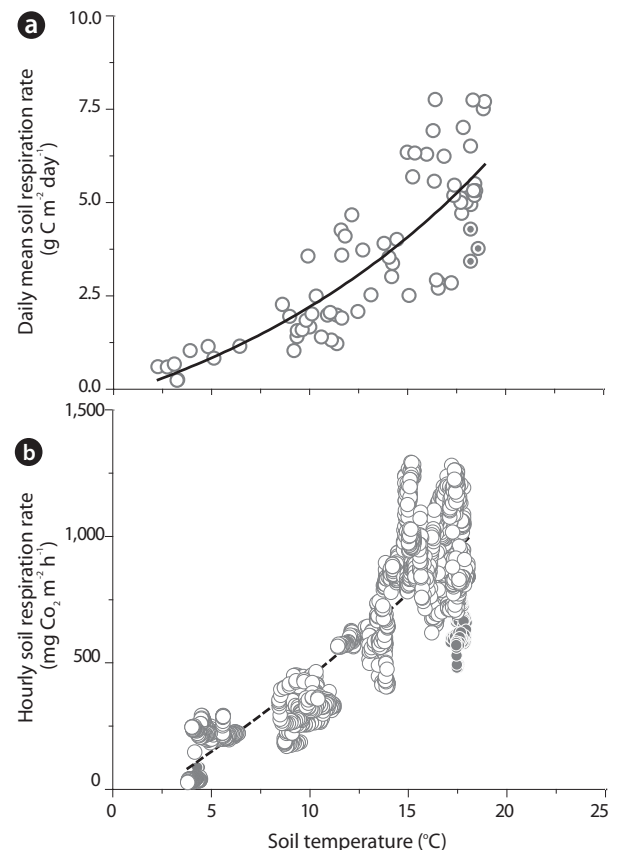 a
10.0
7.5
5.0
2.5
0.0
Daily mean soil respiration rate
(g C m⁻² day⁻¹)
b
1,500
1,000
500
0
Hourly soil respiration rate
(mg Co₂ m⁻² h⁻¹)
0 5 10 15 20 25
Soil temperature (°C)